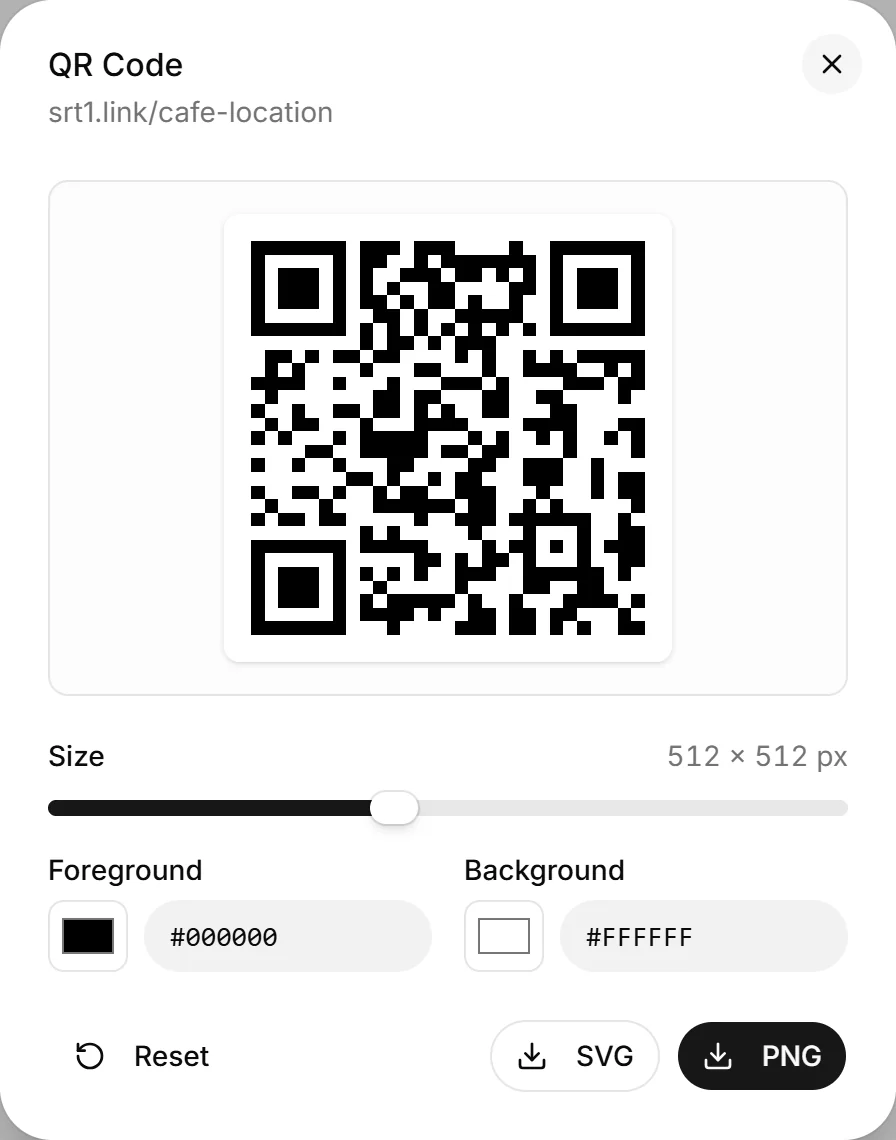 QR Code
srt1.link/cafe-location
Size
512 × 512 px
Foreground
Background
#000000
#FFFFFF
Reset
SVG
PNG